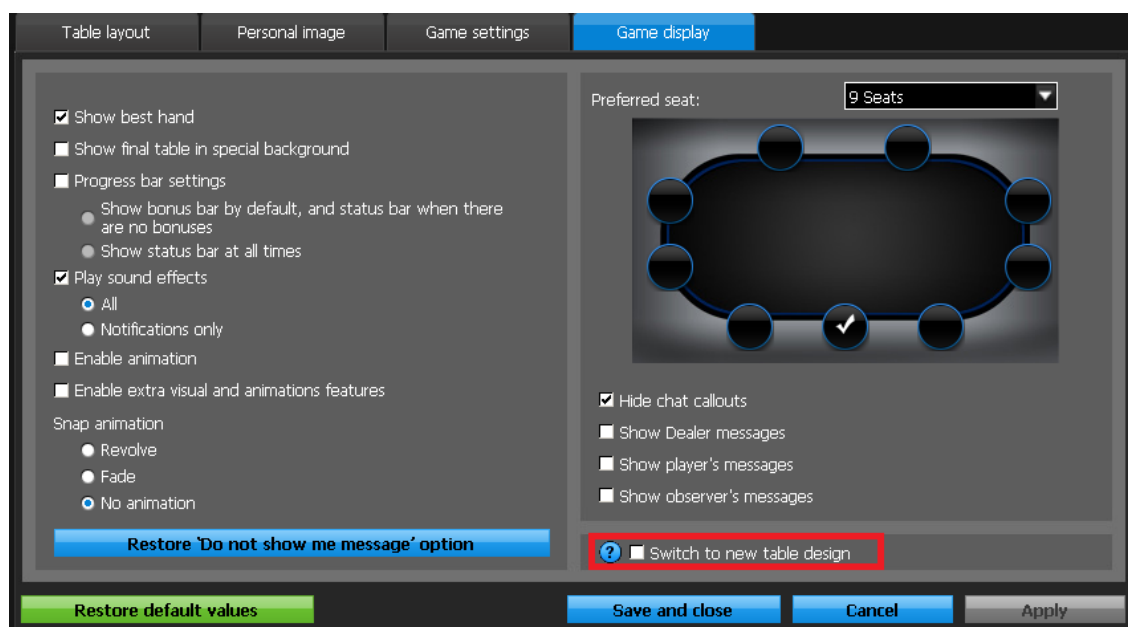 Table layout
Personal image
Game settings
Game display
Show best hand
Show final table in special background
Progress bar settings
Show bonus bar by default, and status bar when there
are no bonuses
Show status bar at all times
Play sound effects
All
Notifications only
Enable animation
Enable extra visual and animations features
Snap animation
Revolve
Fade
No animation
Restore 'Do not show me message' option
Preferred seat:
9 Seats
Hide chat callouts
Show Dealer messages
Show player's messages
Show observer's messages
? Switch to new table design
Restore default values
Save and close
Cancel
Apply